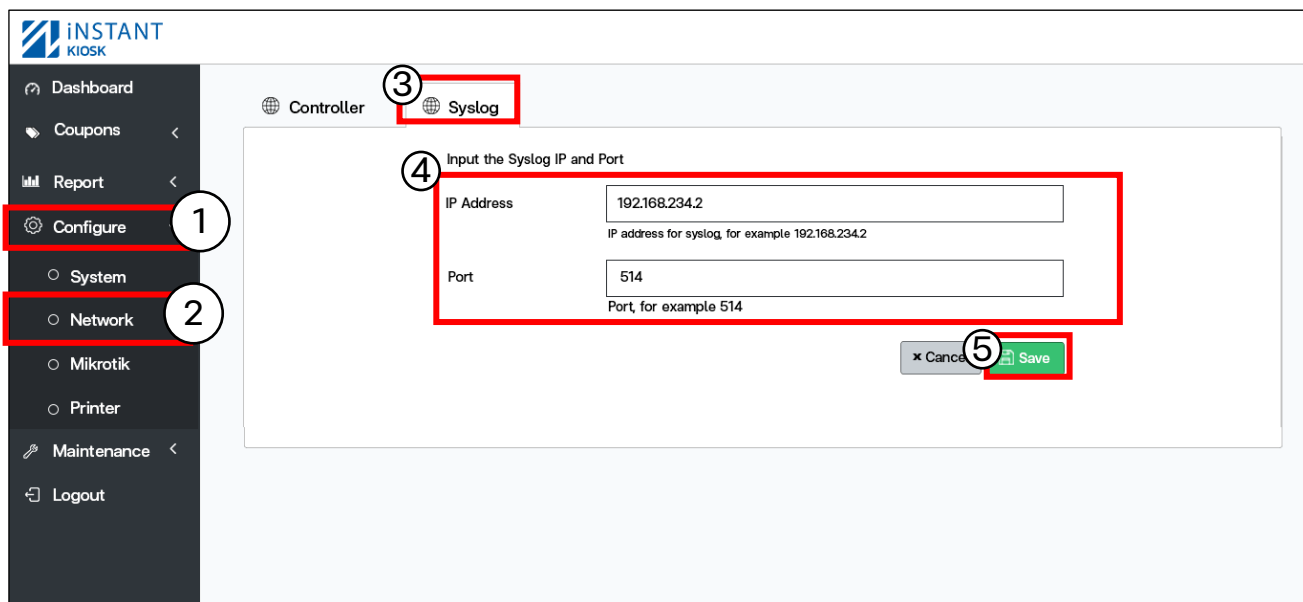 iNSTANT
KIOSK
Dashboard
Coupons
Report
1
Configure
System
2
Network
Mikrotik
Printer
Maintenance
Logout
Controller
3
Syslog
Input the Syslog IP and Port
4
IP Address
192.168.234.2
IP address for syslog, for example 192.168.234.2
Port
514
Port, for example 514
× Cance
5
Save